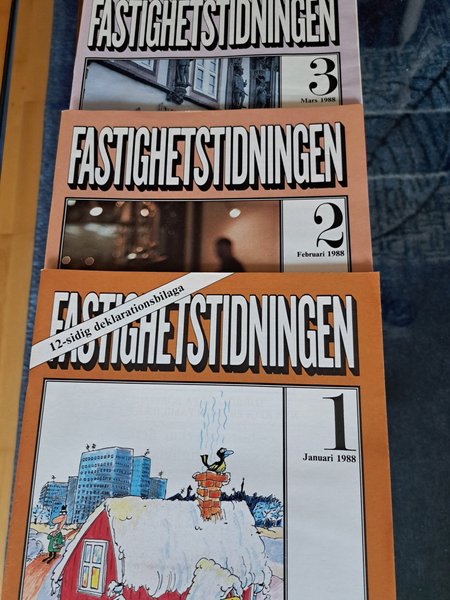 FASTIGHETSTIDNINGEN
3
Mars 1988
FASTIGHETSTIDNINGEN
2
Februari 1988
12-sidig deklarationsbilaga
FASTIGHETSTIDNINGEN
1
Januari 1988